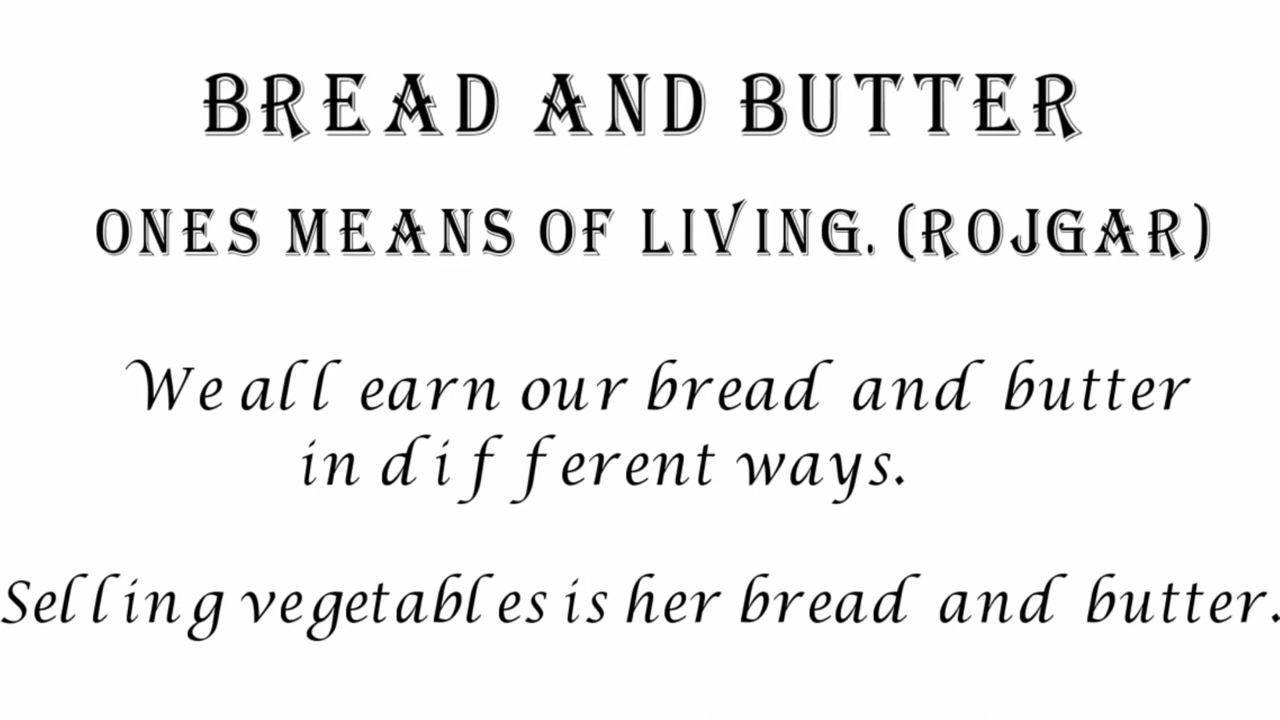 BREAD AND BUTTER
ONES MEANS OF LIVING. (ROJGAR)
We all earn our bread and butter
in different ways.
Selling vegetables is her bread and butter.